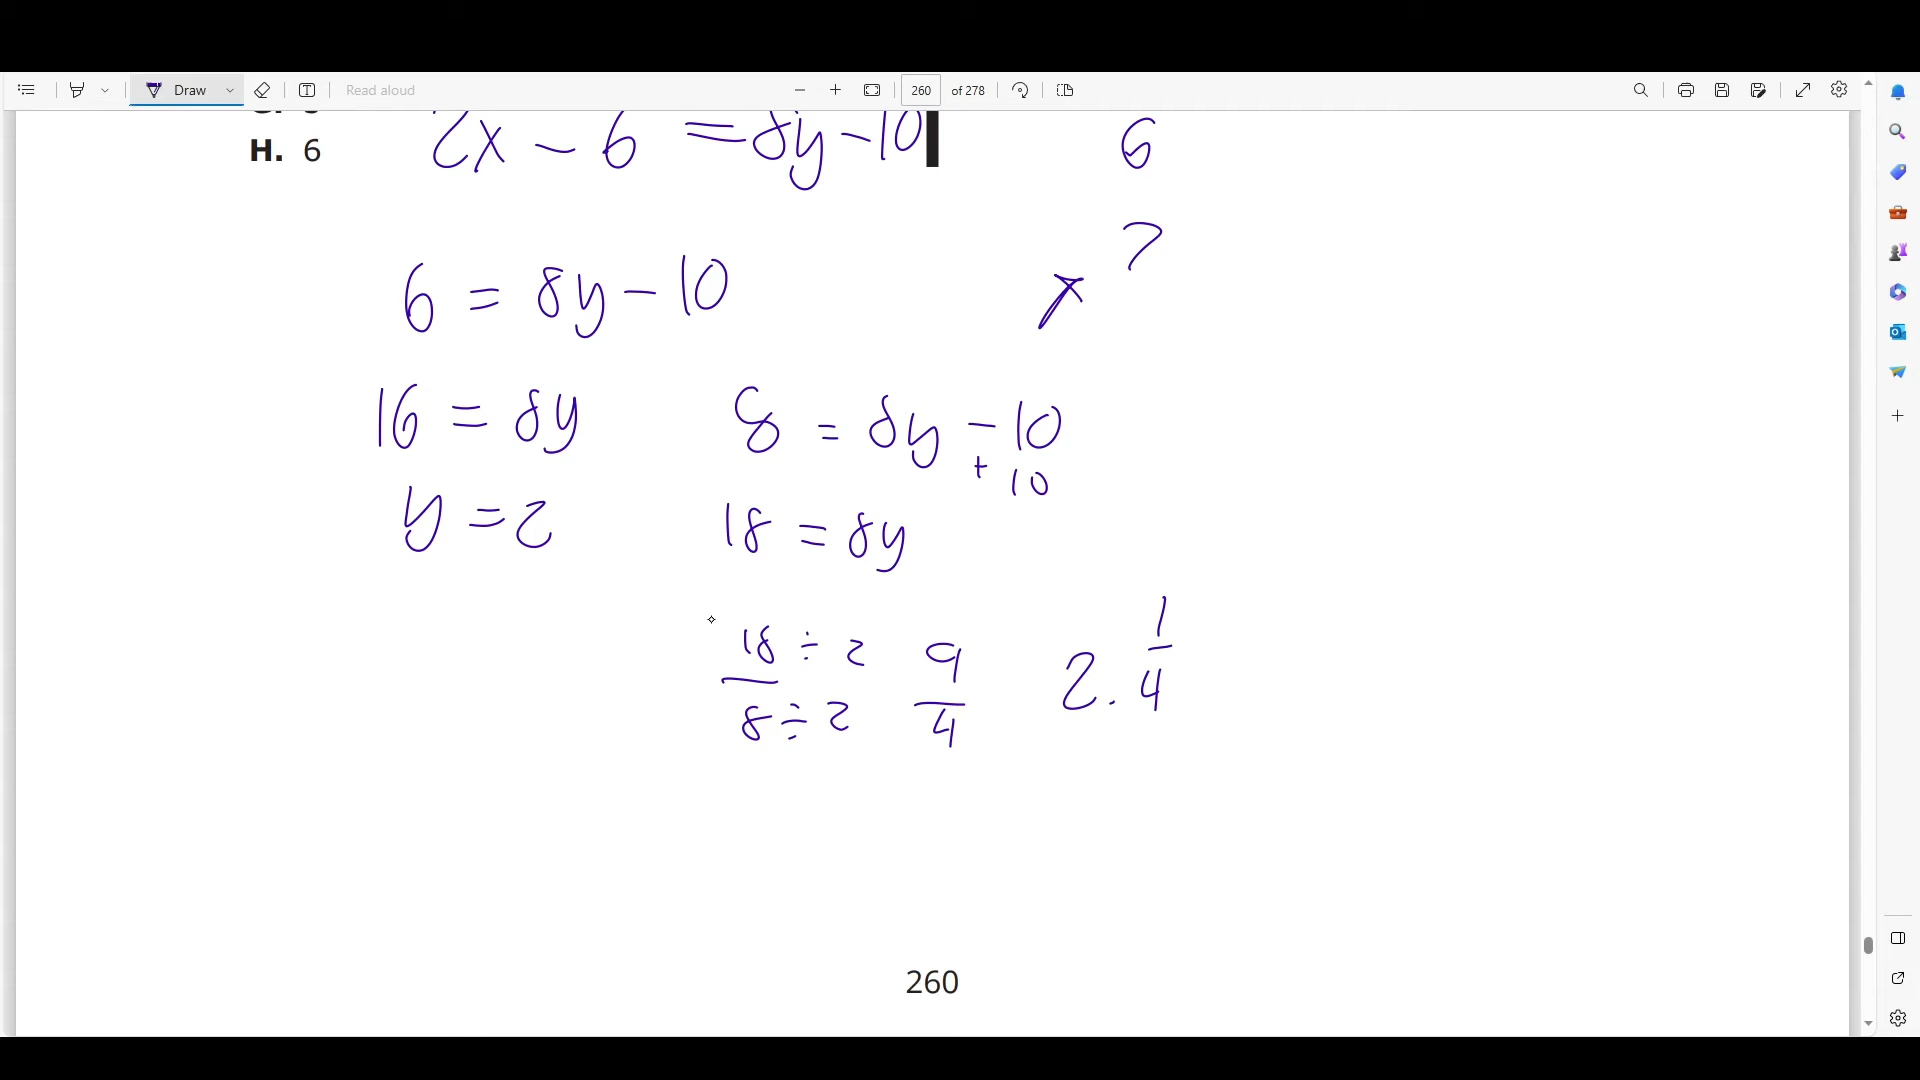 Draw
Read aloud
260 of 278
H. 6
2x - 6 = 8y - 10
6
?
6 = 8y - 10
16 = 8y
8 = 8y - 10
+ 10
y = 2
18 = 8y
18 ÷ 2
8 ÷ 2
9
4
2.
1
4
260